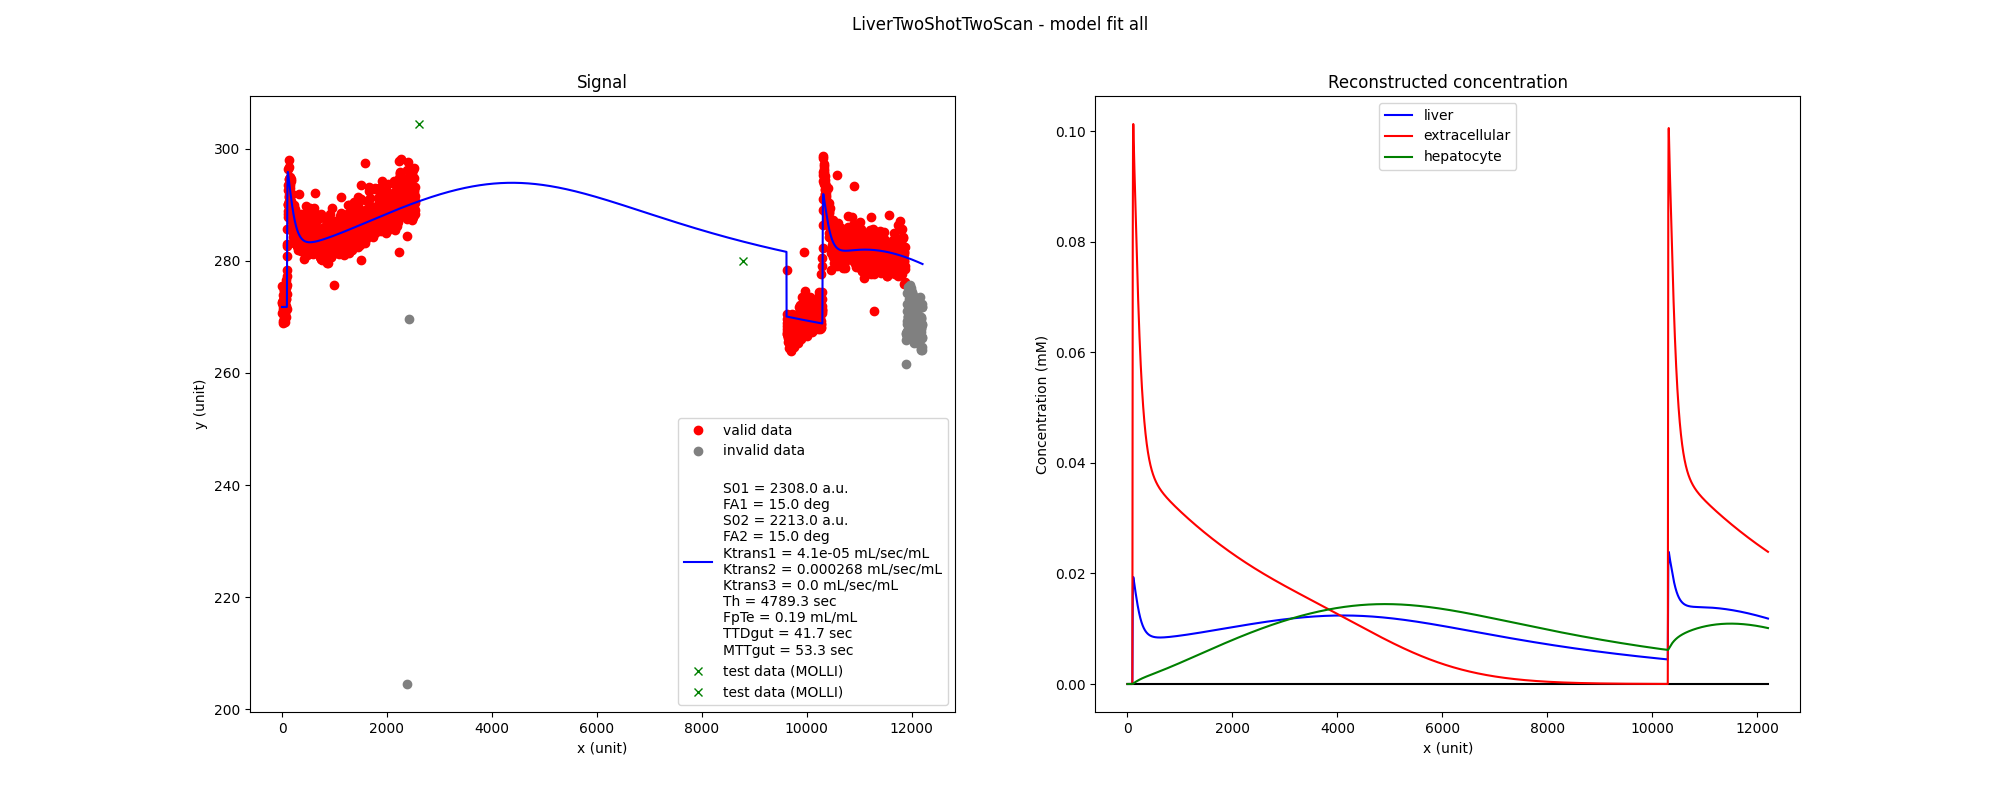 LiverTwoShotTwoScan - model fit all
Signal
y (unit)
300
280
260
240
220
200
0
2000
4000
6000
8000
10000
12000
x (unit)
valid data
invalid data
S01 = 2308.0 a.u.
FA1 = 15.0 deg
S02 = 2213.0 a.u.
FA2 = 15.0 deg
Ktrans1 = 4.1e-05 mL/sec/mL
Ktrans2 = 0.000268 mL/sec/mL
Ktrans3 = 0.0 mL/sec/mL
Th = 4789.3 sec
FpTe = 0.19 mL/mL
TTDgut = 41.7 sec
MTTgut = 53.3 sec
test data (MOLLI)
test data (MOLLI)
Reconstructed concentration
Concentration (mM)
0.10
0.08
0.06
0.04
0.02
0.00
0
2000
4000
6000
8000
10000
12000
x (unit)
liver
extracellular
hepatocyte